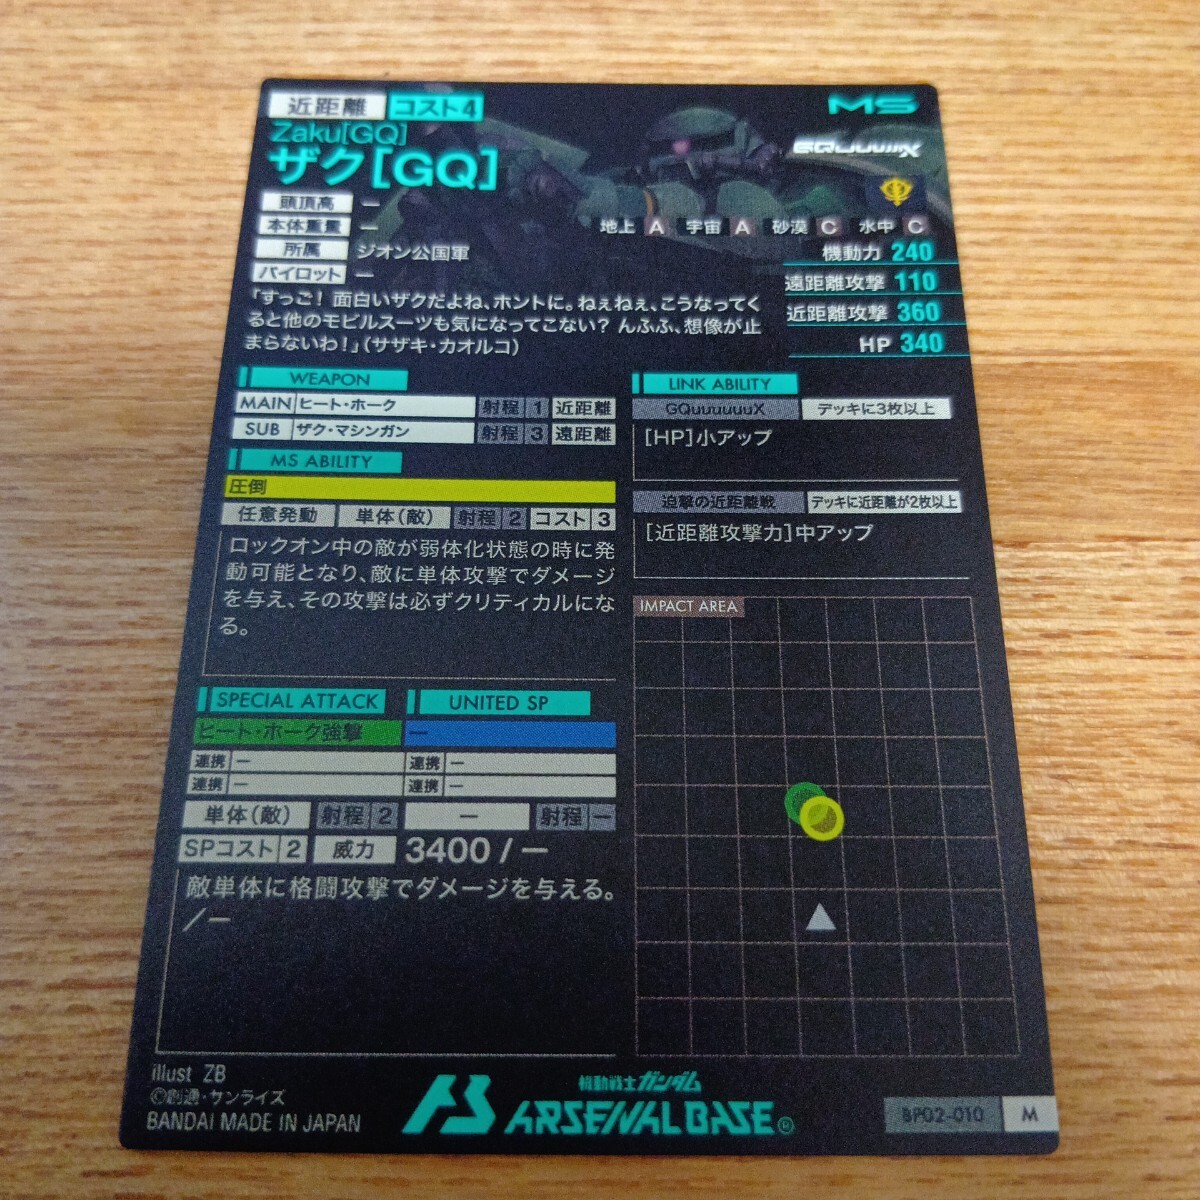 近距離 コスト4
MS
Zaku[GQ]
ザク[GQ]
GQuuuuuuX
頭頂高 ー
本体重量 ー
所属 ジオン公国軍
パイロット ー
地上 A 宇宙 A 砂漠 C 水中 C
機動力 240
遠距離攻撃 110
近距離攻撃 360
HP 340
「すっご! 面白いザクだよね、ホントに。ねぇねぇ、こうなってく
ると他のモビルスーツも気になってこない? んふふ、想像が止
まらないわ!」(サザキ・カオルコ)
WEAPON
MAIN ヒート・ホーク 射程 1 近距離
SUB ザク・マシンガン 射程 3 遠距離
MS ABILITY
圧倒
任意発動 単体(敵) 射程 2 コスト 3
ロックオン中の敵が弱体化状態の時に発
動可能となり、敵に単体攻撃でダメージ
を与え、その攻撃は必ずクリティカルにな
る。
LINK ABILITY
GQuuuuuuX デッキに3枚以上
[HP]小アップ
迫撃の近距離戦 デッキに近距離が2枚以上
[近距離攻撃力]中アップ
IMPACT AREA
SPECIAL ATTACK UNITED SP
ヒート・ホーク強撃 ー
連携 ー 連携 ー
連携 ー 連携 ー
単体(敵) 射程 2 ー 射程 ー
SPコスト 2 威力 3400 / ー
敵単体に格闘攻撃でダメージを与える。
/ー
illust ZB
©創通・サンライズ
BANDAI MADE IN JAPAN
機動戦士ガンダム
ARSENAL BASE®
BP02-010 M